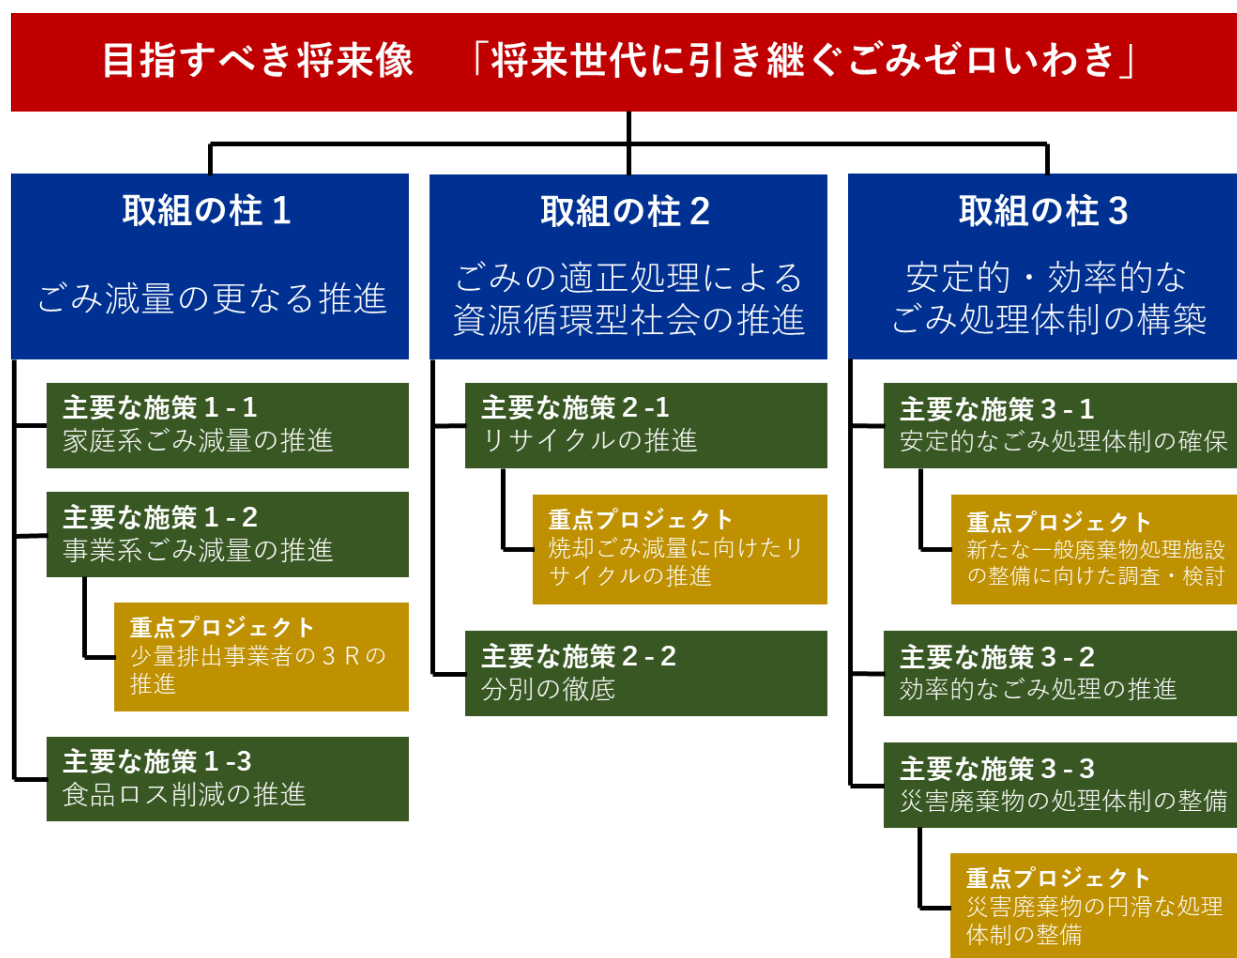 目指すべき将来像　「将来世代に引き継ぐごみゼロいわき」
取組の柱１
ごみ減量の更なる推進
主要な施策１-１
家庭系ごみ減量の推進
主要な施策１-２
事業系ごみ減量の推進
重点プロジェクト
少量排出事業者の３Ｒの
推進
主要な施策１-3
食品ロス削減の推進
取組の柱２
ごみの適正処理による
資源循環型社会の推進
主要な施策２-1
リサイクルの推進
重点プロジェクト
焼却ごみ減量に向けたリ
サイクルの推進
主要な施策２-２
分別の徹底
取組の柱３
安定的・効率的な
ごみ処理体制の構築
主要な施策３-１
安定的なごみ処理体制の確保
重点プロジェクト
新たな一般廃棄物処理施設
の整備に向けた調査・検討
主要な施策３-２
効率的なごみ処理の推進
主要な施策３-３
災害廃棄物の処理体制の整備
重点プロジェクト
災害廃棄物の円滑な処理
体制の整備